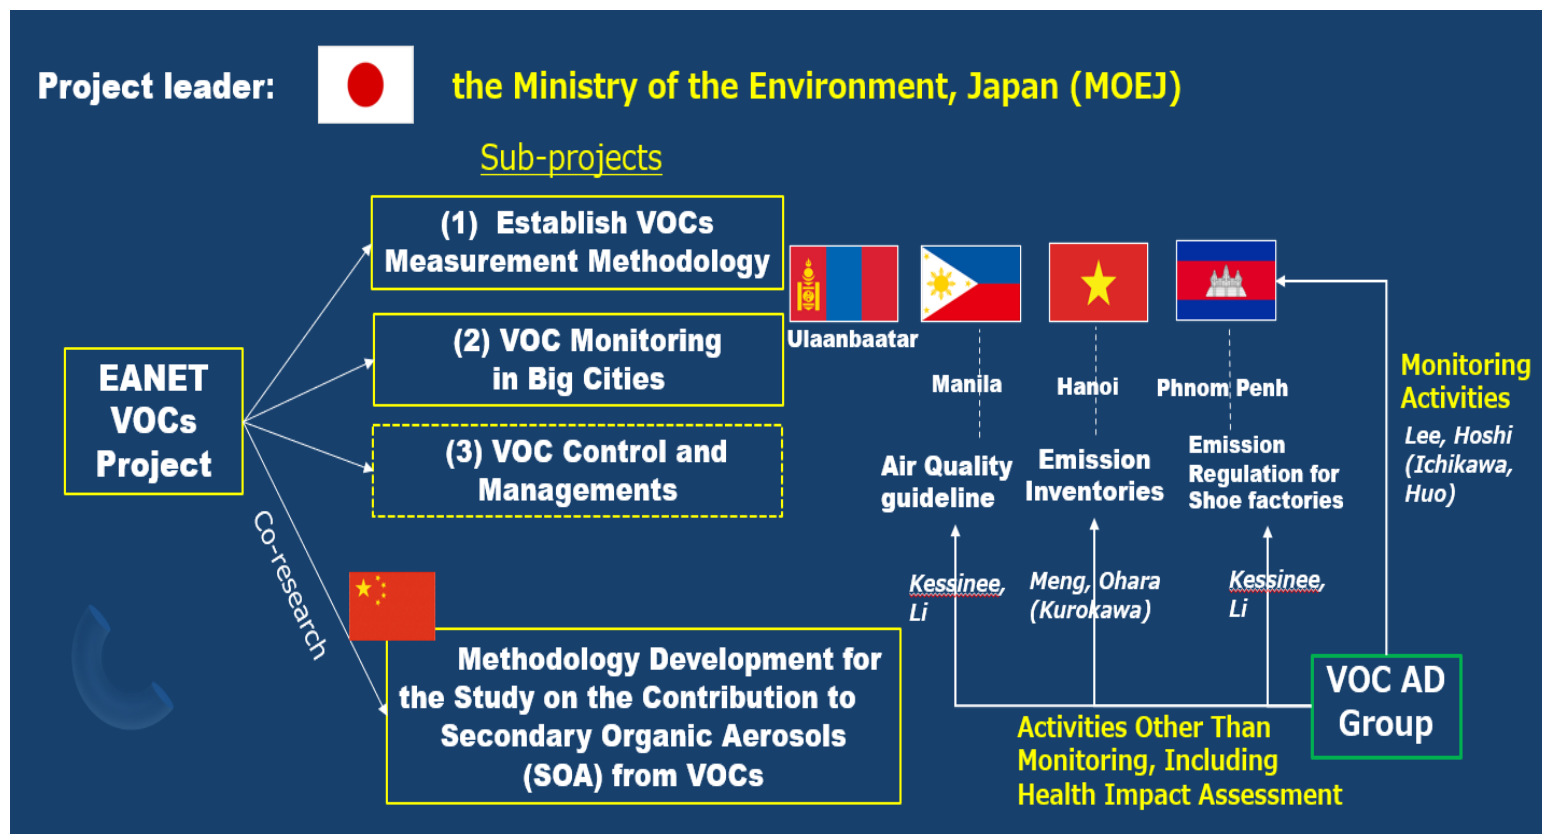 Project leader:
the Ministry of the Environment, Japan (MOEJ)
Sub-projects
(1) Establish VOCs
Measurement Methodology
(2) VOC Monitoring
in Big Cities
(3) VOC Control and
Managements
EANET
VOCs
Project
Co-research
Methodology Development for
the Study on the Contribution to
Secondary Organic Aerosols
(SOA) from VOCs
Ulaanbaatar
Manila
Hanoi
Phnom Penh
Air Quality
guideline
Emission
Inventories
Emission
Regulation for
Shoe factories
Kessinee,
Li
Meng, Ohara
(Kurokawa)
Kessinee,
Li
Monitoring
Activities
Lee, Hoshi
(Ichikawa,
Huo)
VOC AD
Group
Activities Other Than
Monitoring, Including
Health Impact Assessment